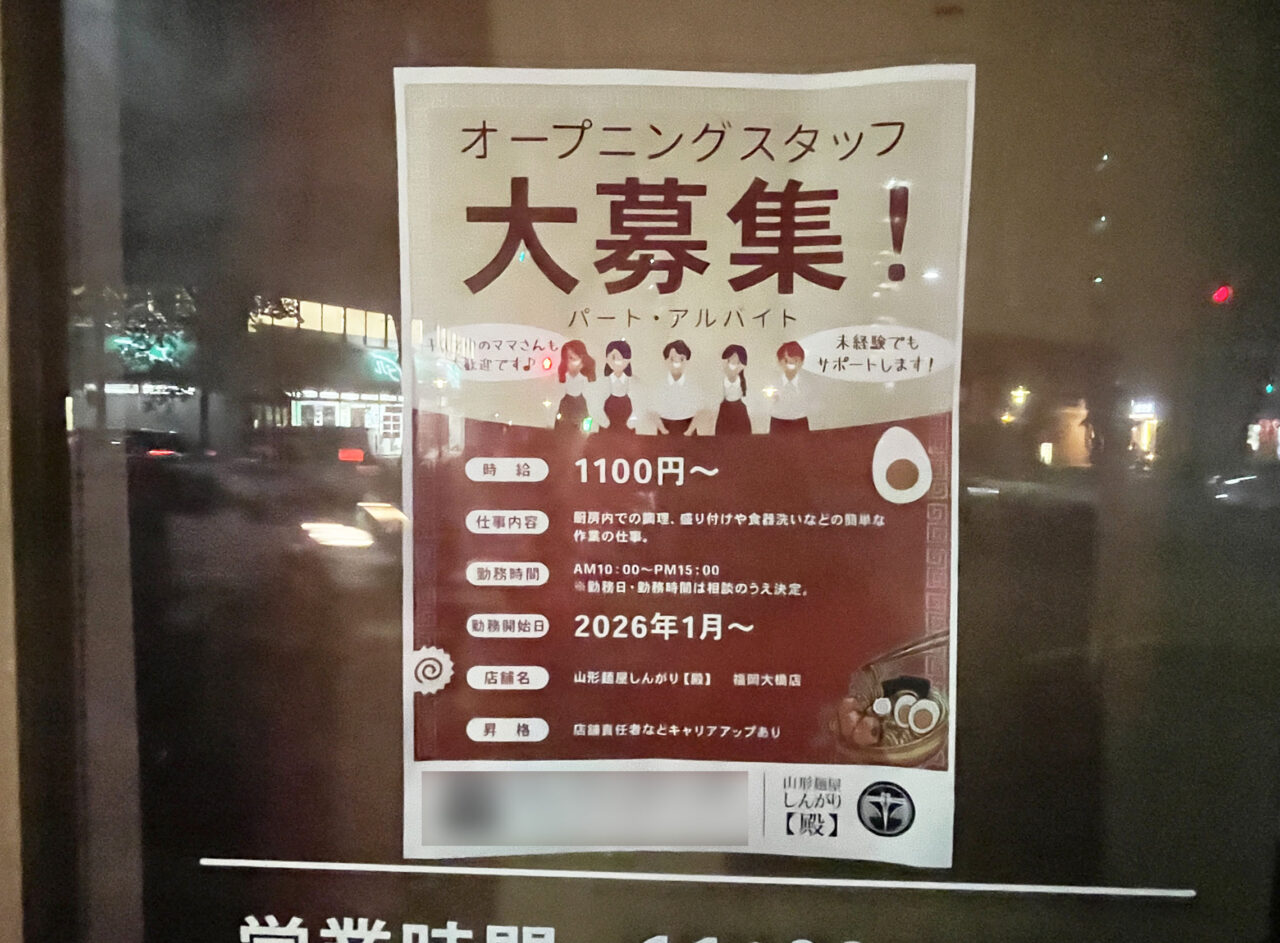 オープニングスタッフ
大募集!
パート・アルバイト
のママさんも
歓迎です♪
未経験でも
サポートします!
時給 1100円〜
仕事内容 厨房内での調理、盛り付けや食器洗いなどの簡単な
作業の仕事。
勤務時間 AM10:00〜PM15:00
※勤務日・勤務時間は相談のうえ決定。
勤務開始日 2026年1月〜
店舗名 山形麺屋しんがり【殿】 福岡大橋店
昇格 店舗責任者などキャリアアップあり
山形麺屋
しんがり
【殿】
営業時間